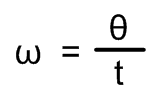 ω = θ/t